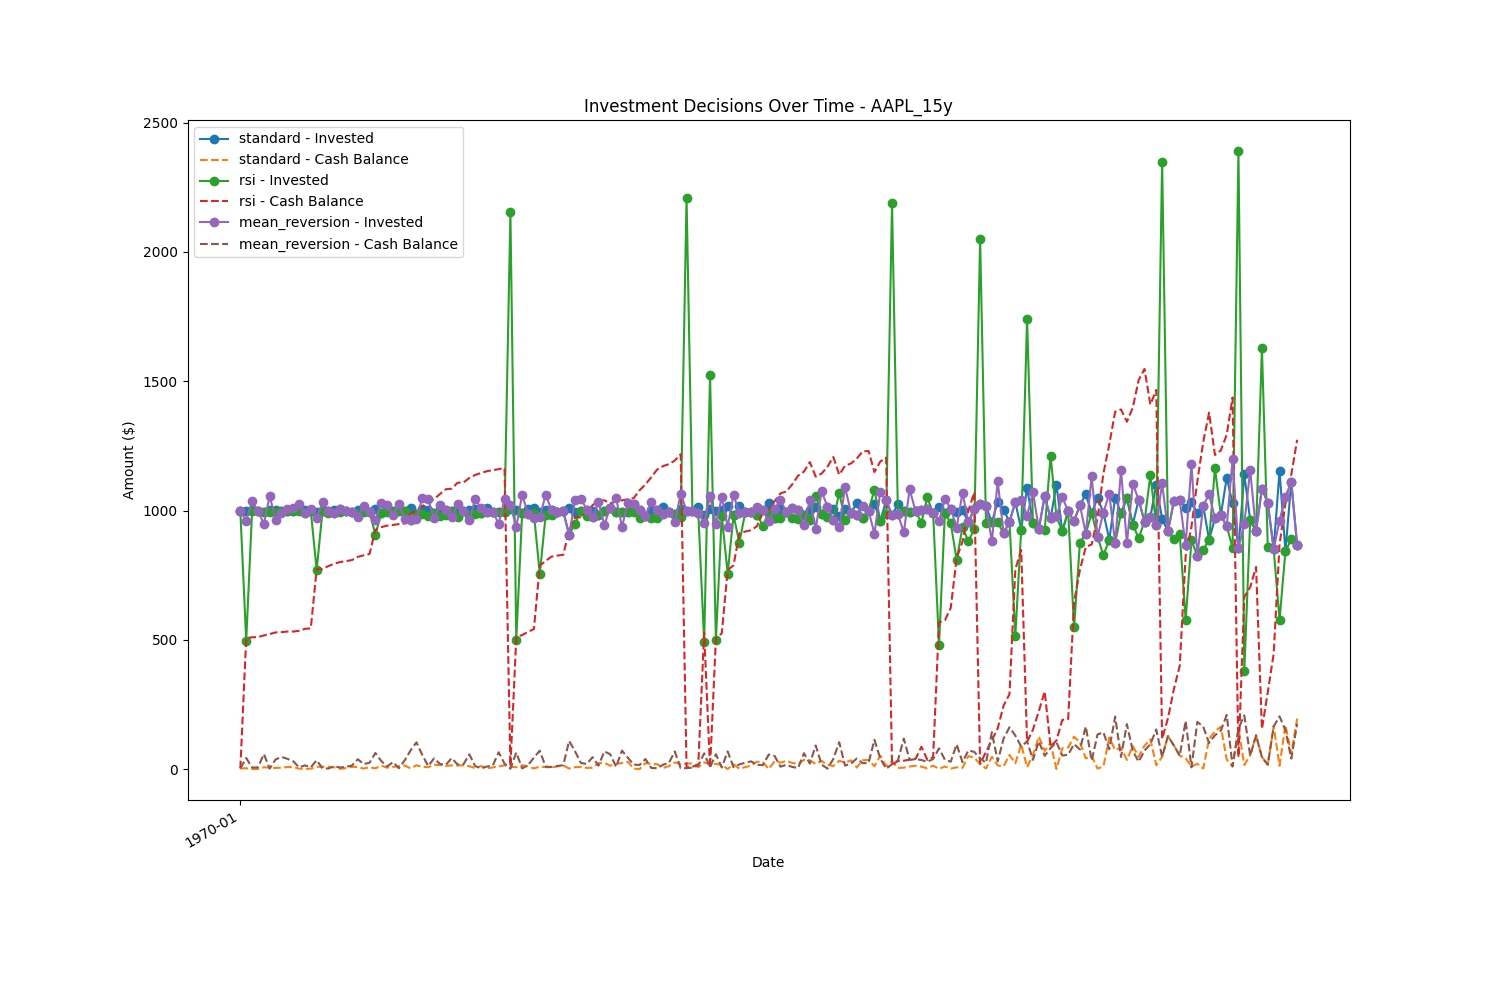 Investment Decisions Over Time - AAPL_15y
2500
2000
1500
1000
500
0
Amount ($)
standard - Invested
standard - Cash Balance
rsi - Invested
rsi - Cash Balance
mean_reversion - Invested
mean_reversion - Cash Balance
1970-01
Date